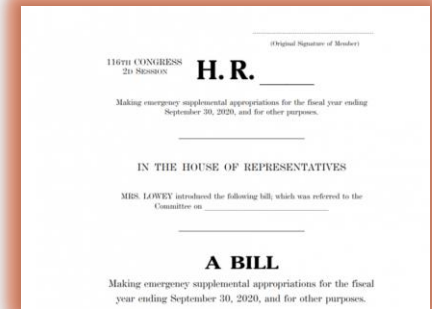 (Original Signature of Member)
116TH CONGRESS
2D SESSION
H. R.
Making emergency supplemental appropriations for the fiscal year ending
September 30, 2020, and for other purposes.
IN THE HOUSE OF REPRESENTATIVES
MRS. LOWEY introduced the following bill; which was referred to the
Committee on
A BILL
Making emergency supplemental appropriations for the fiscal
year ending September 30, 2020, and for other purposes.